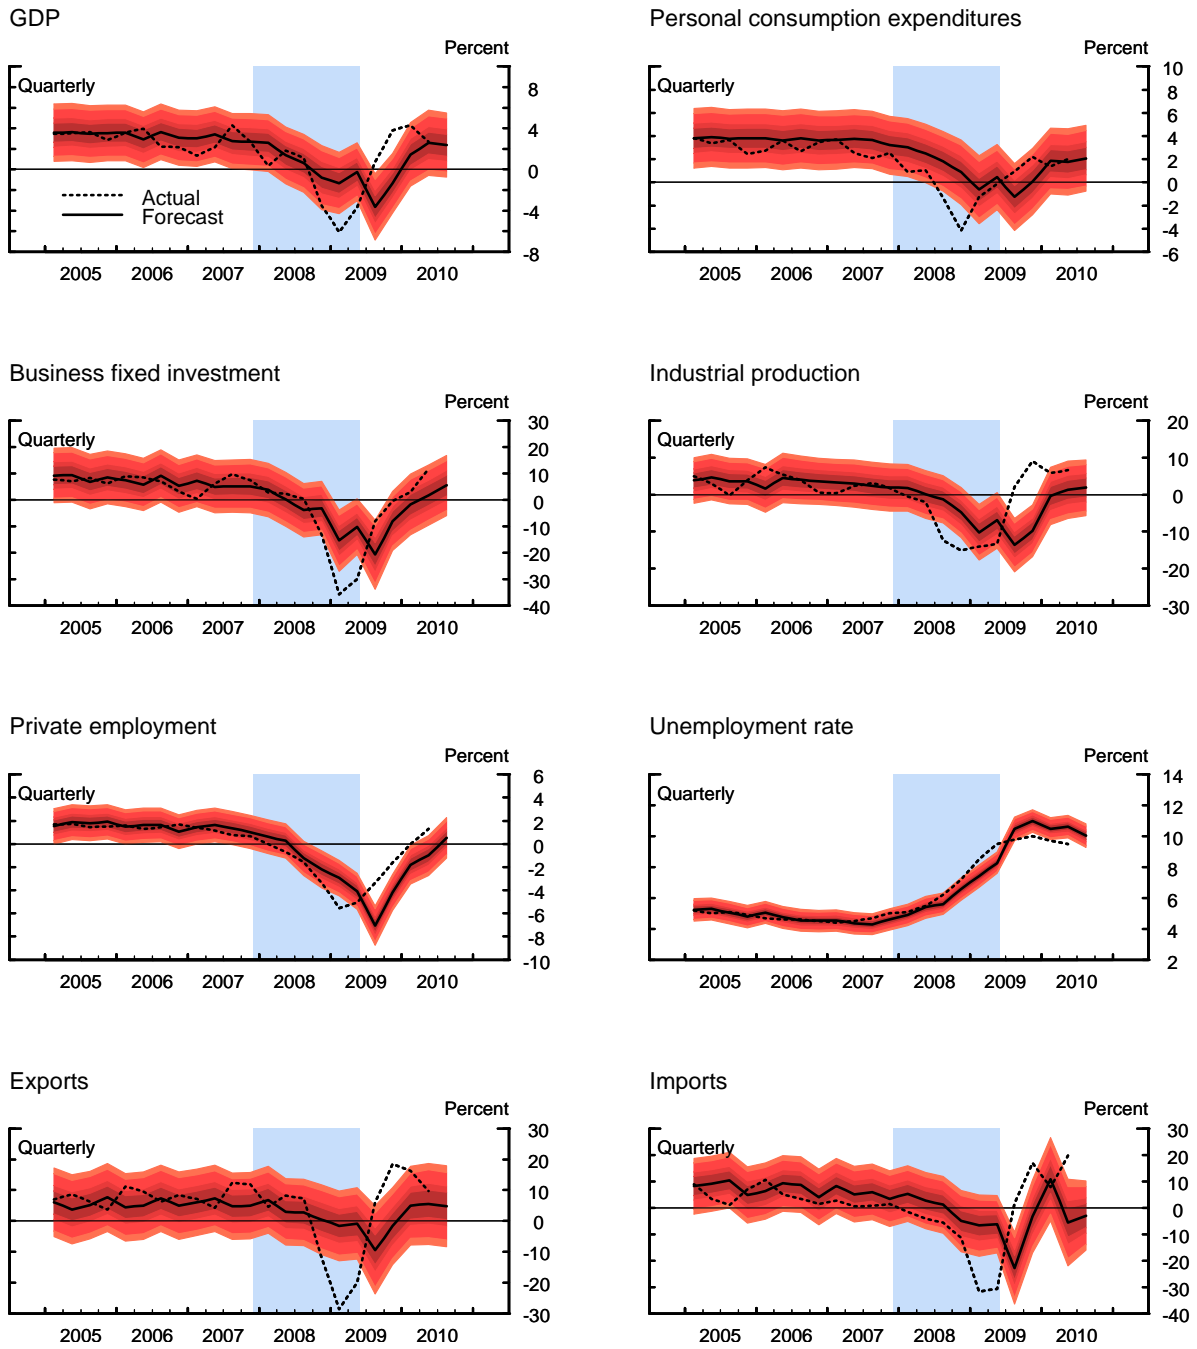 GDP
Percent
Quarterly
8
4
0
-4
-8
Actual
Forecast
2005 2006 2007 2008 2009 2010
Personal consumption expenditures
Percent
Quarterly
10
8
6
4
2
0
-2
-4
-6
2005 2006 2007 2008 2009 2010
Business fixed investment
Percent
Quarterly
30
20
10
0
-10
-20
-30
-40
2005 2006 2007 2008 2009 2010
Industrial production
Percent
Quarterly
20
10
0
-10
-20
-30
2005 2006 2007 2008 2009 2010
Private employment
Percent
Quarterly
6
4
2
0
-2
-4
-6
-8
-10
2005 2006 2007 2008 2009 2010
Unemployment rate
Percent
Quarterly
14
12
10
8
6
4
2
2005 2006 2007 2008 2009 2010
Exports
Percent
Quarterly
30
20
10
0
-10
-20
-30
2005 2006 2007 2008 2009 2010
Imports
Percent
Quarterly
30
20
10
0
-10
-20
-30
-40
2005 2006 2007 2008 2009 2010